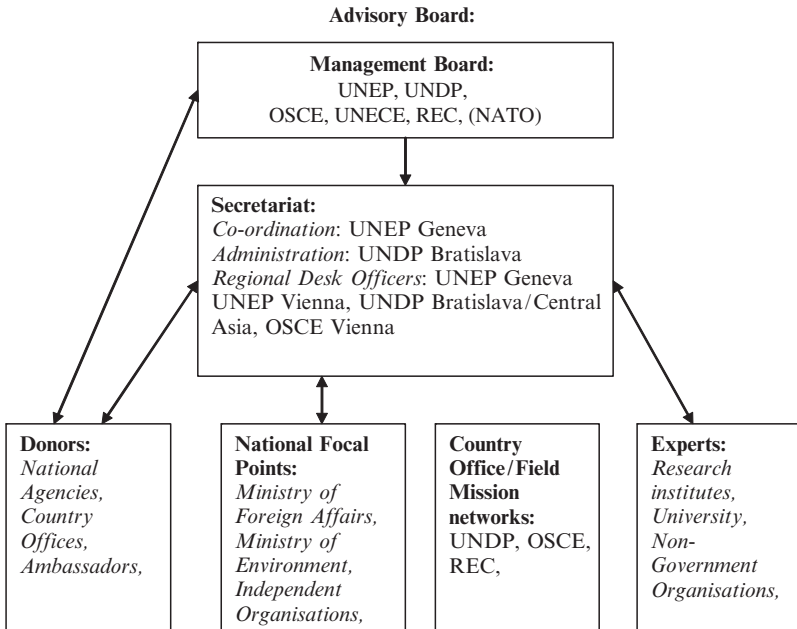 Advisory Board:
Management Board:
UNEP, UNDP,
OSCE, UNECE, REC, (NATO)
Secretariat:
Co-ordination: UNEP Geneva
Administration: UNDP Bratislava
Regional Desk Officers: UNEP Geneva
UNEP Vienna, UNDP Bratislava/Central
Asia, OSCE Vienna
Donors:
National
Agencies,
Country
Offices,
Ambassadors,
National Focal
Points:
Ministry of
Foreign Affairs,
Ministry of
Environment,
Independent
Organisations,
Country
Office/Field
Mission
networks:
UNDP, OSCE,
REC,
Experts:
Research
institutes,
University,
Non-
Government
Organisations,